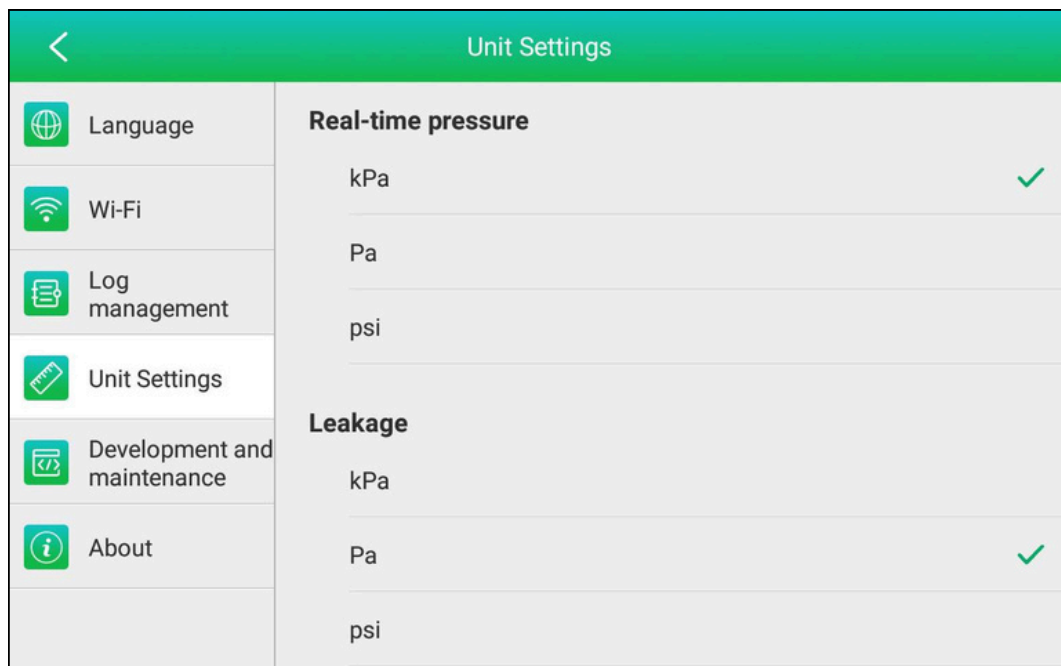 Unit Settings
Language
Wi-Fi
Log
management
Unit Settings
Development and
maintenance
About
Real-time pressure
kPa
Pa
psi
Leakage
kPa
Pa
psi